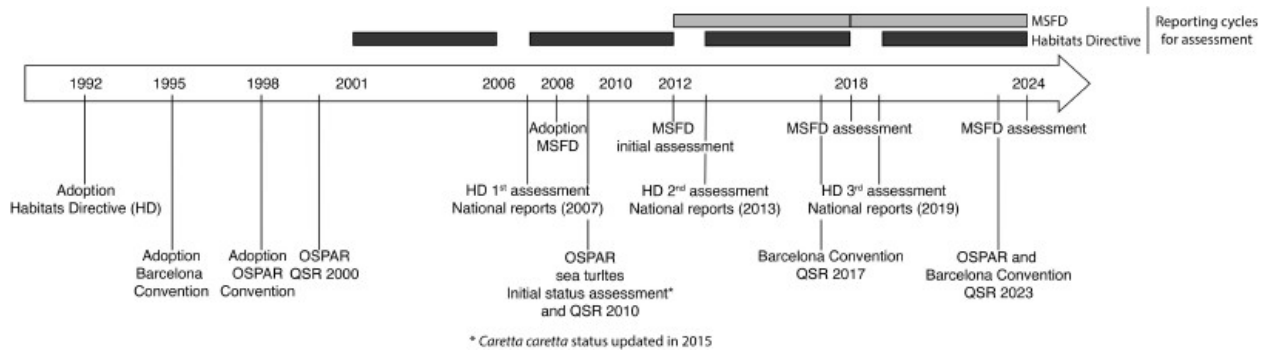 MSFD
Habitats Directive
Reporting cycles
for assessment
1992 1995 1998 2001 2006 2008 2010 2012 2018 2024
Adoption
MSFD
MSFD
initial assessment
MSFD assessment
MSFD assessment
Adoption
Habitats Directive (HD)
HD 1st assessment
National reports (2007)
HD 2nd assessment
National reports (2013)
HD 3rd assessment
National reports (2019)
Adoption
Barcelona
Convention
Adoption
OSPAR
Convention
OSPAR
QSR 2000
OSPAR
sea turltes
Initial status assessment*
and QSR 2010
Barcelona Convention
QSR 2017
OSPAR and
Barcelona Convention
QSR 2023
* Caretta caretta status updated in 2015